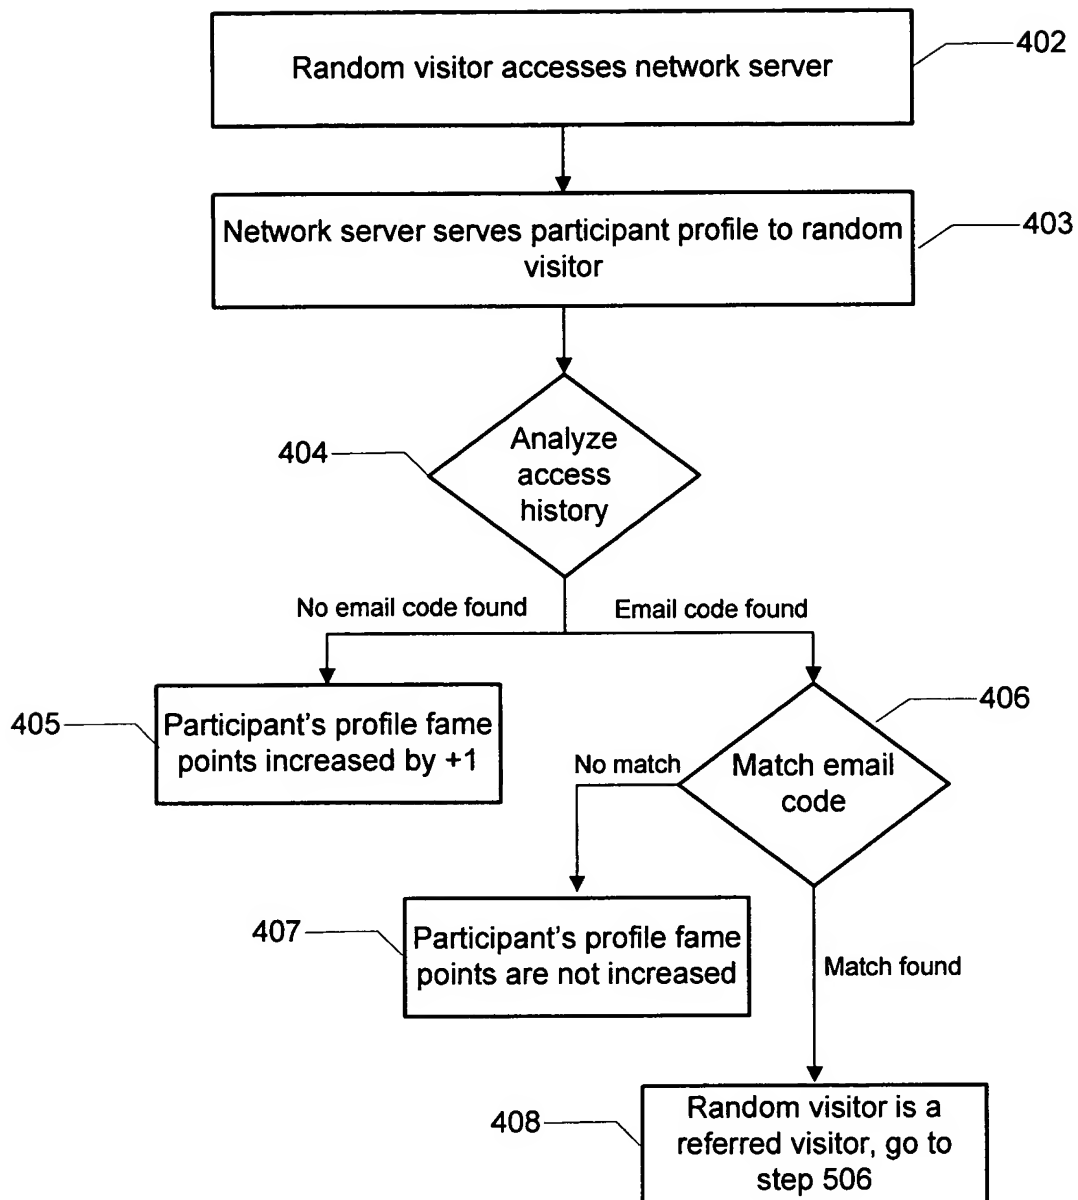 402
Random visitor accesses network server
403
Network server serves participant profile to random
visitor
404
Analyze
access
history
No email code found
Email code found
405
Participant's profile fame
points increased by +1
406
Match email
code
No match
407
Participant's profile fame
points are not increased
Match found
408
Random visitor is a
referred visitor, go to
step 506